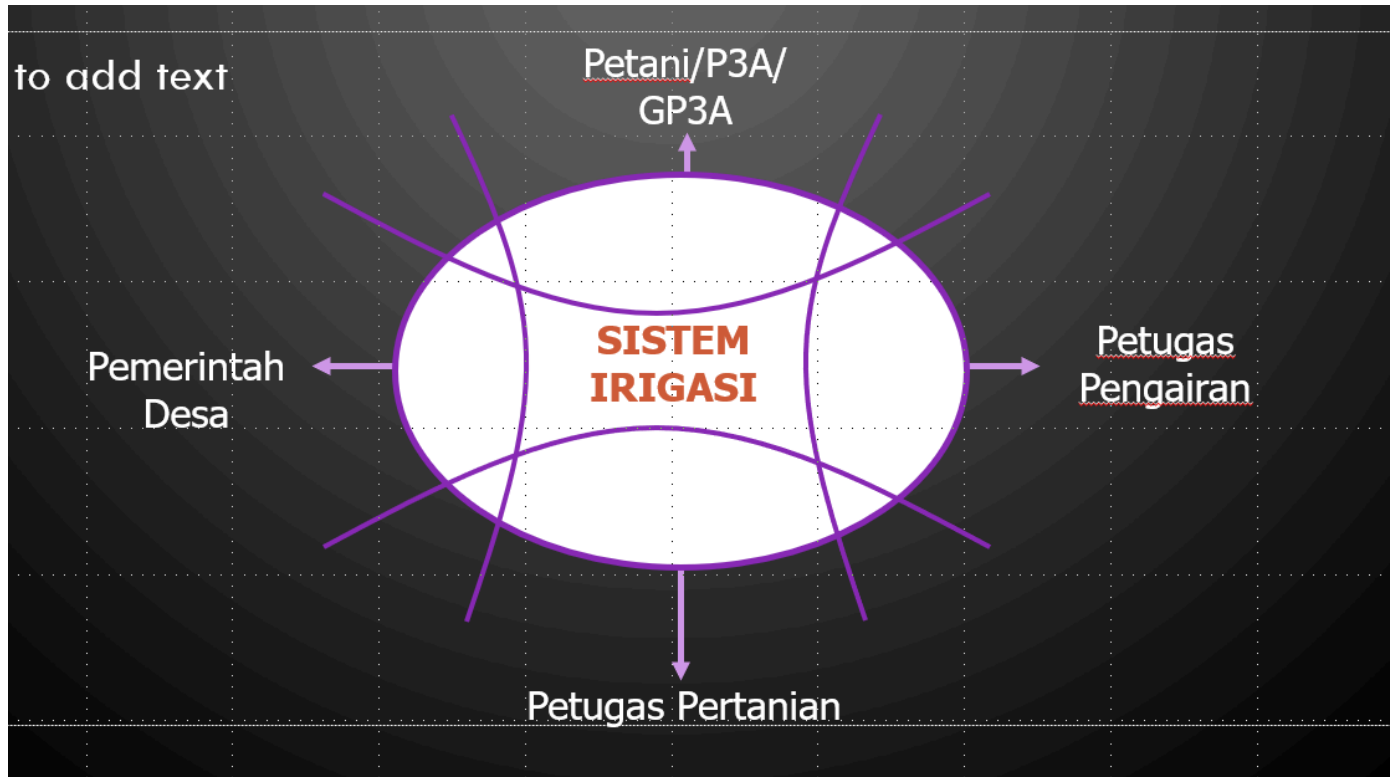 to add text
Petani/P3A/
GP3A
SISTEM
IRIGASI
Pemerintah
Desa
Petugas
Pengairan
Petugas Pertanian